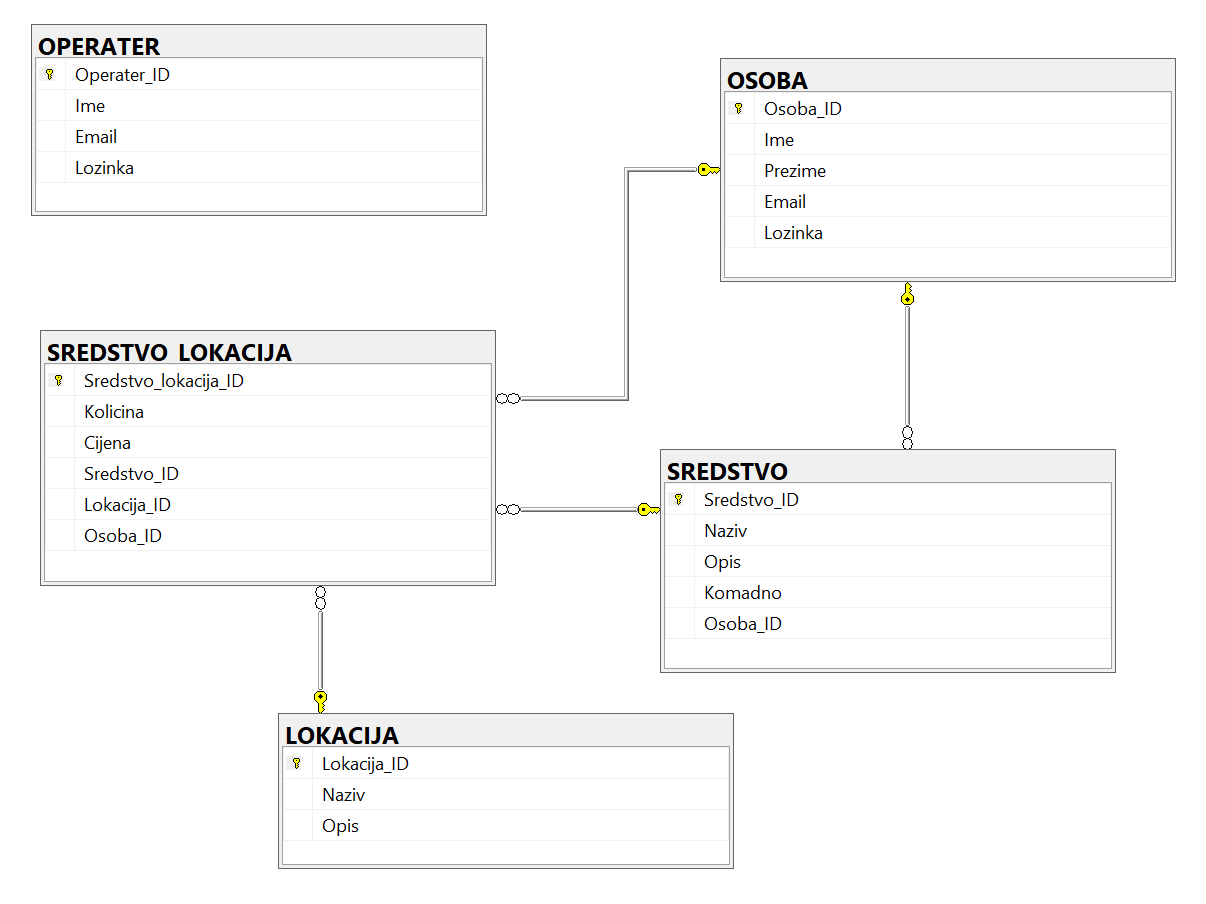 OPERATER
Operater_ID
Ime
Email
Lozinka
OSOBA
Osoba_ID
Ime
Prezime
Email
Lozinka
SREDSTVO_LOKACIJA
Sredstvo_lokacija_ID
Kolicina
Cijena
Sredstvo_ID
Lokacija_ID
Osoba_ID
SREDSTVO
Sredstvo_ID
Naziv
Opis
Komadno
Osoba_ID
LOKACIJA
Lokacija_ID
Naziv
Opis